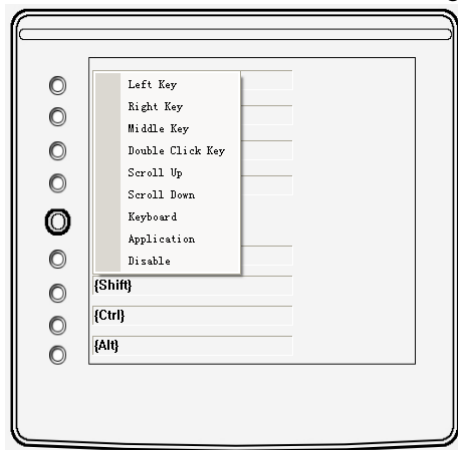 Left Key
Right Key
Middle Key
Double Click Key
Scroll Up
Scroll Down
Keyboard
Application
Disable
{Shift}
{Ctrl}
{Alt}